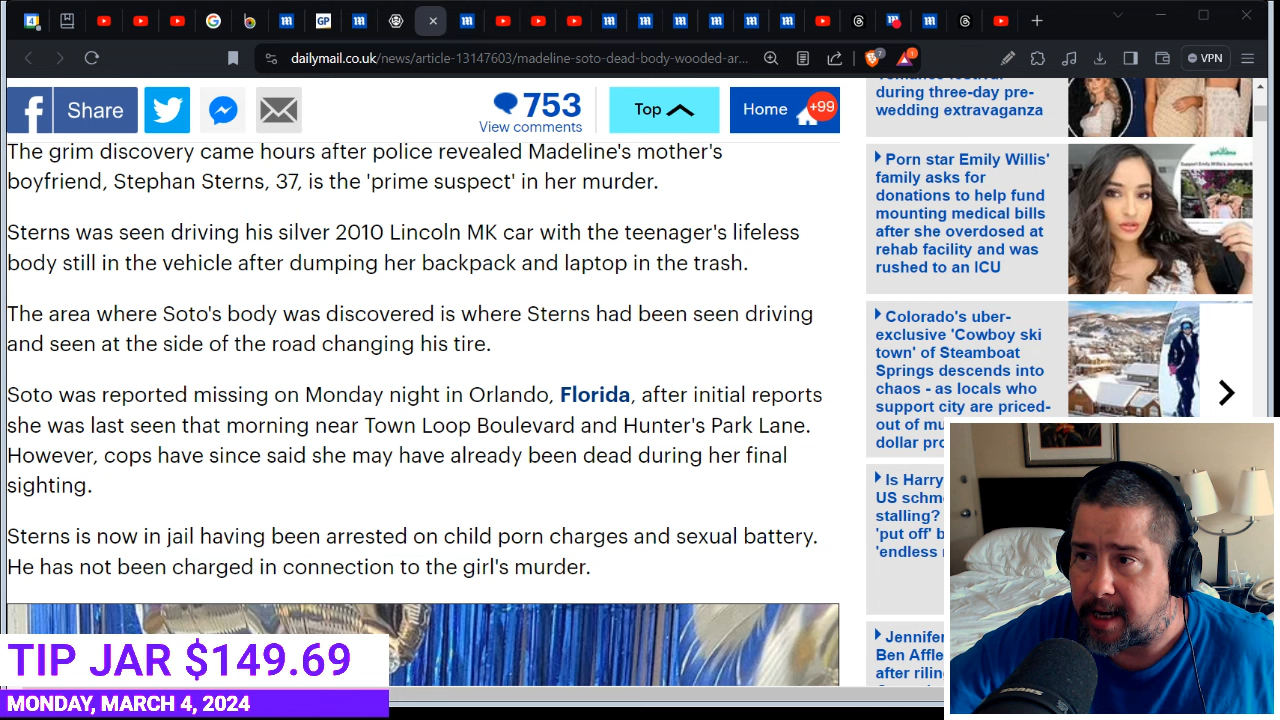 dailymail.co.uk/news/article-13147603/madeline-soto-dead-body-wooded-ar...
VPN
Share
753
View comments
Top
Home
+99
The grim discovery came hours after police revealed Madeline's mother's
boyfriend, Stephan Sterns, 37, is the 'prime suspect' in her murder.
Sterns was seen driving his silver 2010 Lincoln MK car with the teenager's lifeless
body still in the vehicle after dumping her backpack and laptop in the trash.
The area where Soto's body was discovered is where Sterns had been seen driving
and seen at the side of the road changing his tire.
Soto was reported missing on Monday night in Orlando, Florida, after initial reports
she was last seen that morning near Town Loop Boulevard and Hunter's Park Lane.
However, cops have since said she may have already been dead during her final
sighting.
Sterns is now in jail having been arrested on child porn charges and sexual battery.
He has not been charged in connection to the girl's murder.
during three-day pre-
wedding extravaganza
Porn star Emily Willis'
family asks for
donations to help fund
mounting medical bills
after she overdosed at
rehab facility and was
rushed to an ICU
Colorado's uber-
exclusive 'Cowboy ski
town' of Steamboat
Springs descends into
chaos - as locals who
support city are priced-
out of mu
dollar pro
Is Harry
US schm
stalling?
'put off' b
'endless
Jennifer
Ben Affle
after rilin
TIP JAR $149.69
MONDAY, MARCH 4, 2024